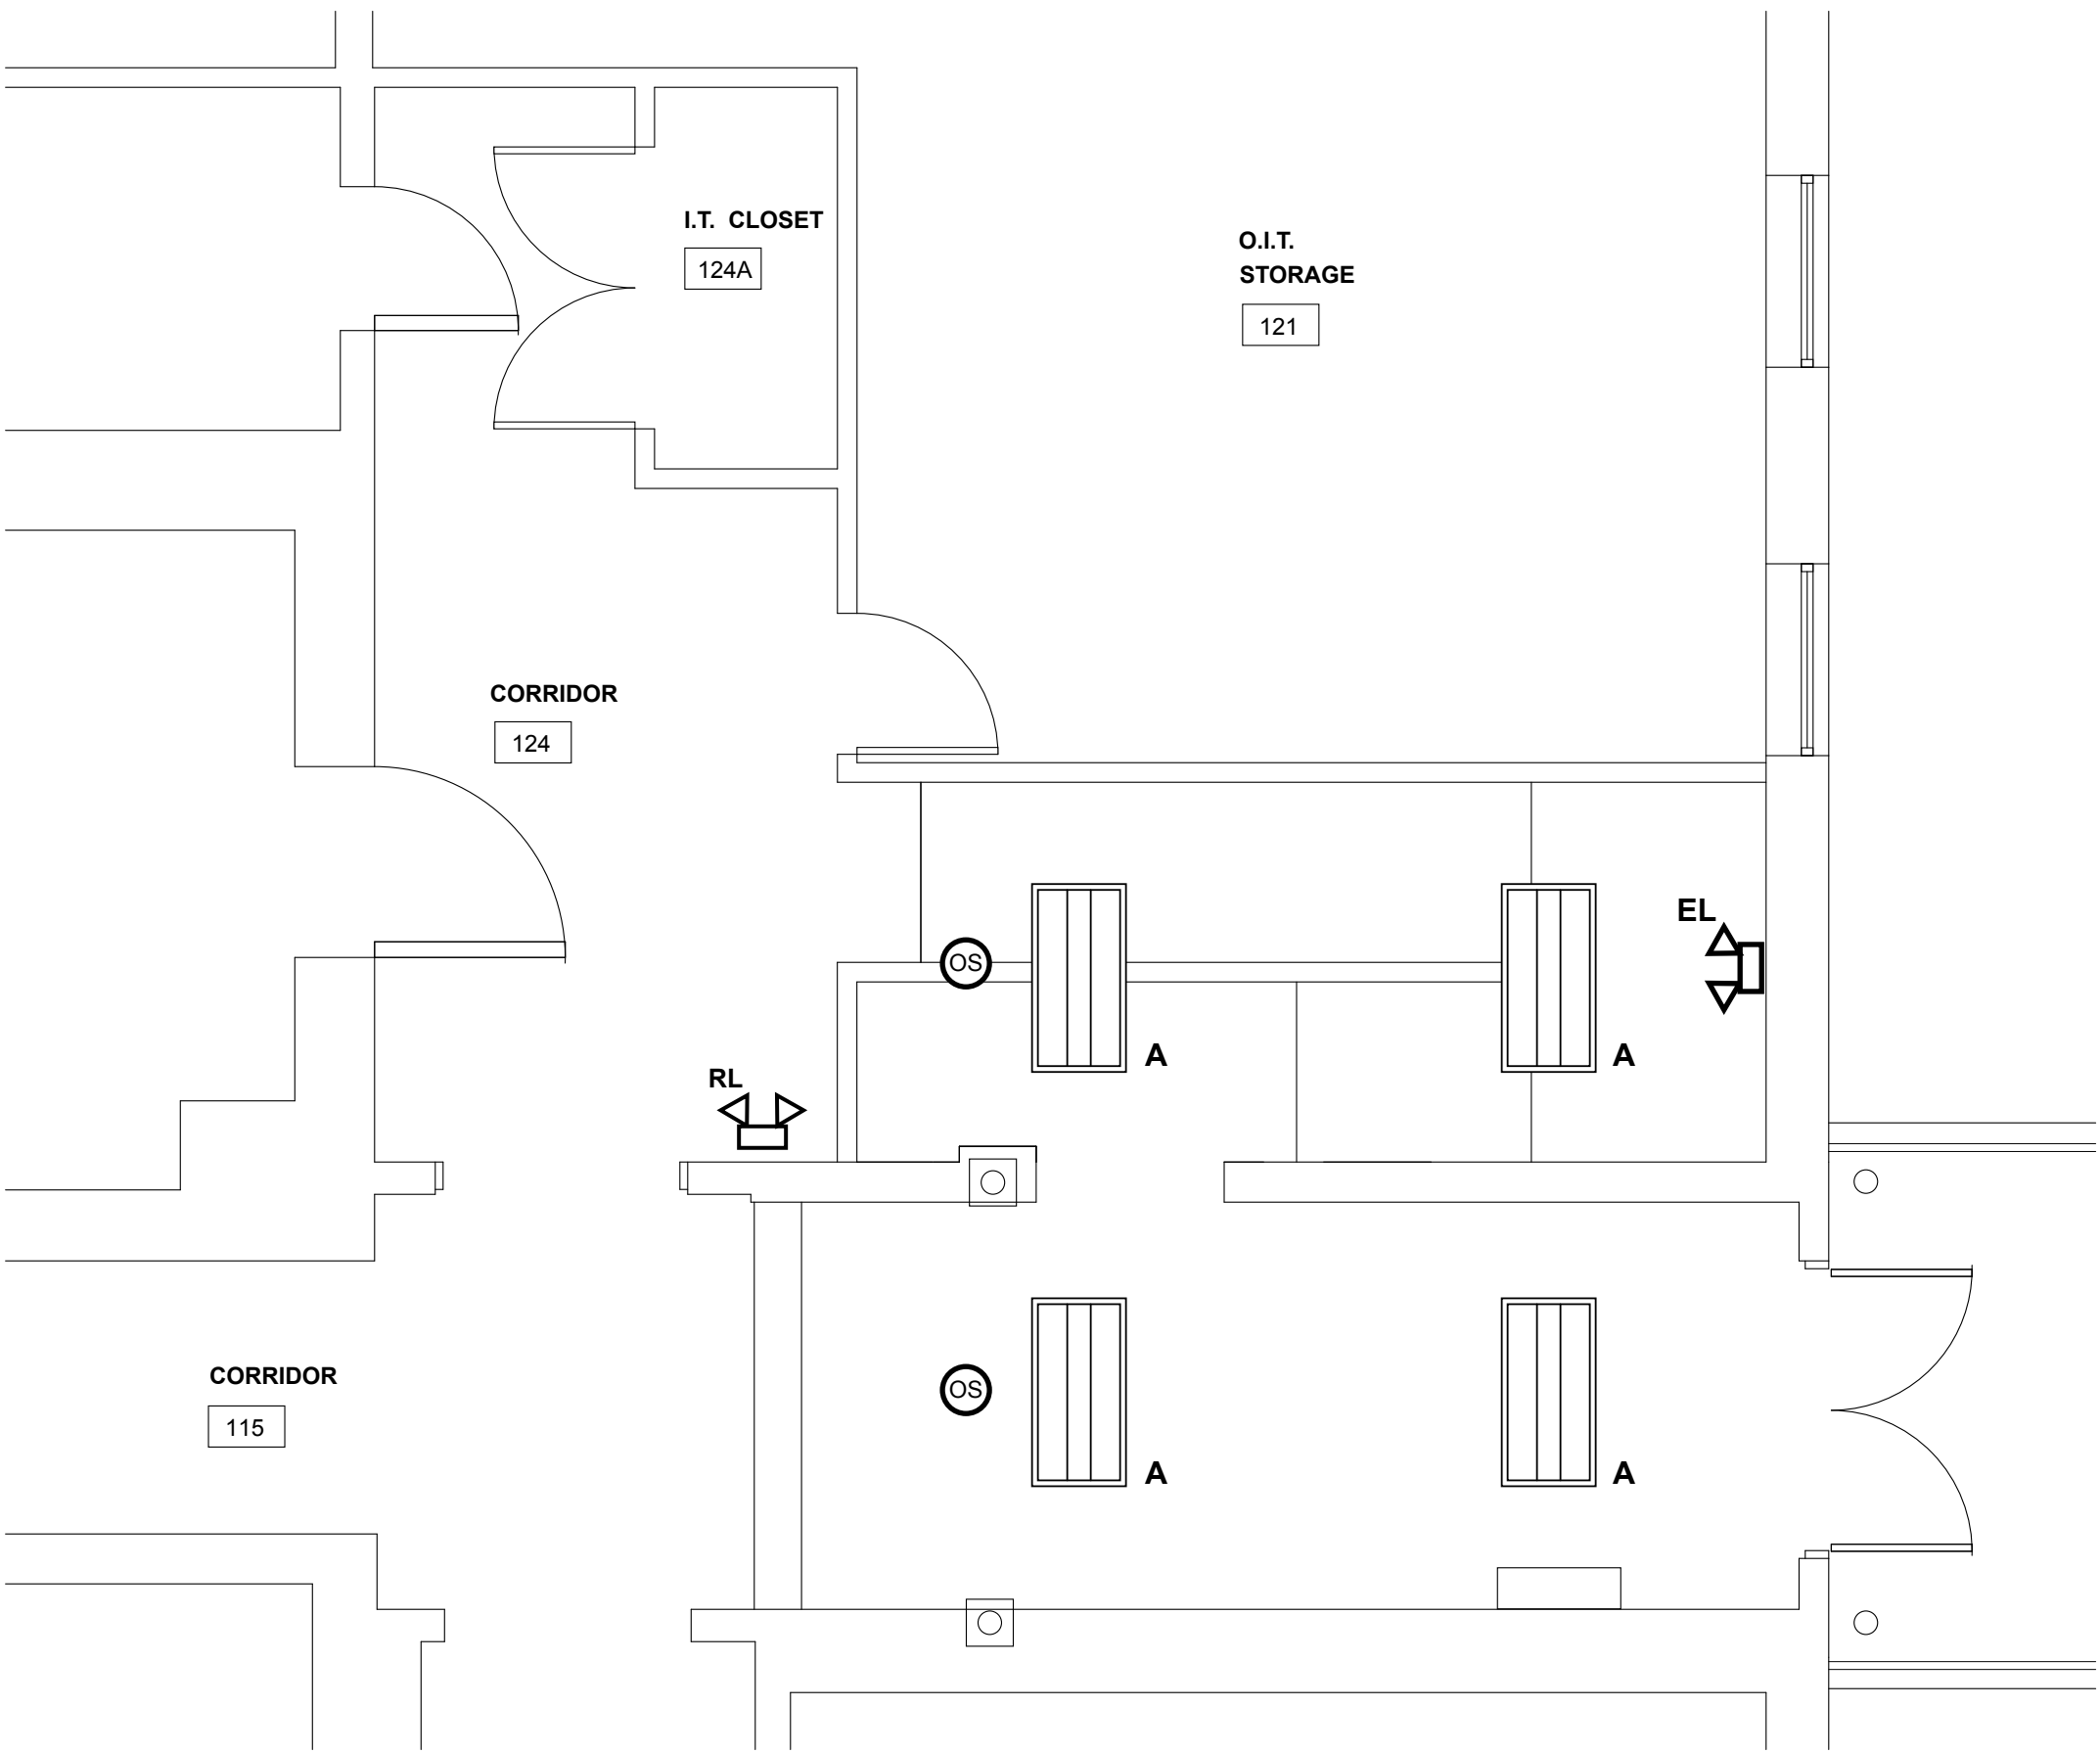 I.T. CLOSET
124A
O.I.T.
STORAGE
121
CORRIDOR
124
EL
OS
A
A
RL
CORRIDOR
115
OS
A
A